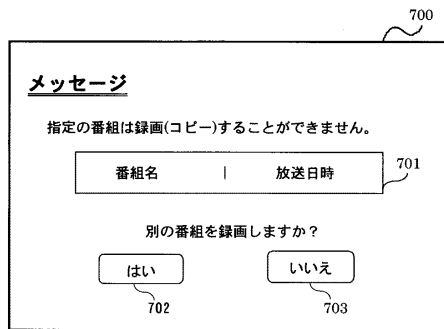 700
メッセージ
指定の番組は録画(コピー)することができません。
番組名 | 放送日時
701
別の番組を録画しますか？
はい いいえ
702 703